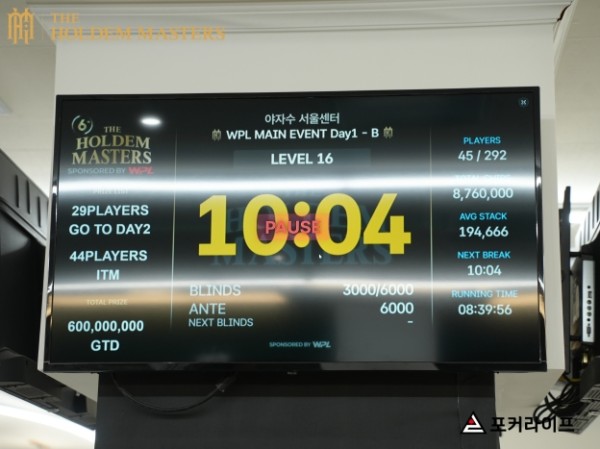 THE
HOLDEM MASTERS
6
THE
HOLDEM
MASTERS
SPONSORED BY WPL
29PLAYERS
GO TO DAY2
44PLAYERS
ITM
TOTAL PRIZE
600,000,000
GTD
야자수 서울센터
WPL MAIN EVENT Day1 - B
LEVEL 16
10:04
PAUSE
BLINDS 3000/6000
ANTE 6000
NEXT BLINDS -
SPONSORED BY WPL
PLAYERS
45 / 292
8,760,000
AVG STACK
194,666
NEXT BREAK
10:04
RUNNING TIME
08:39:56
포커라이프